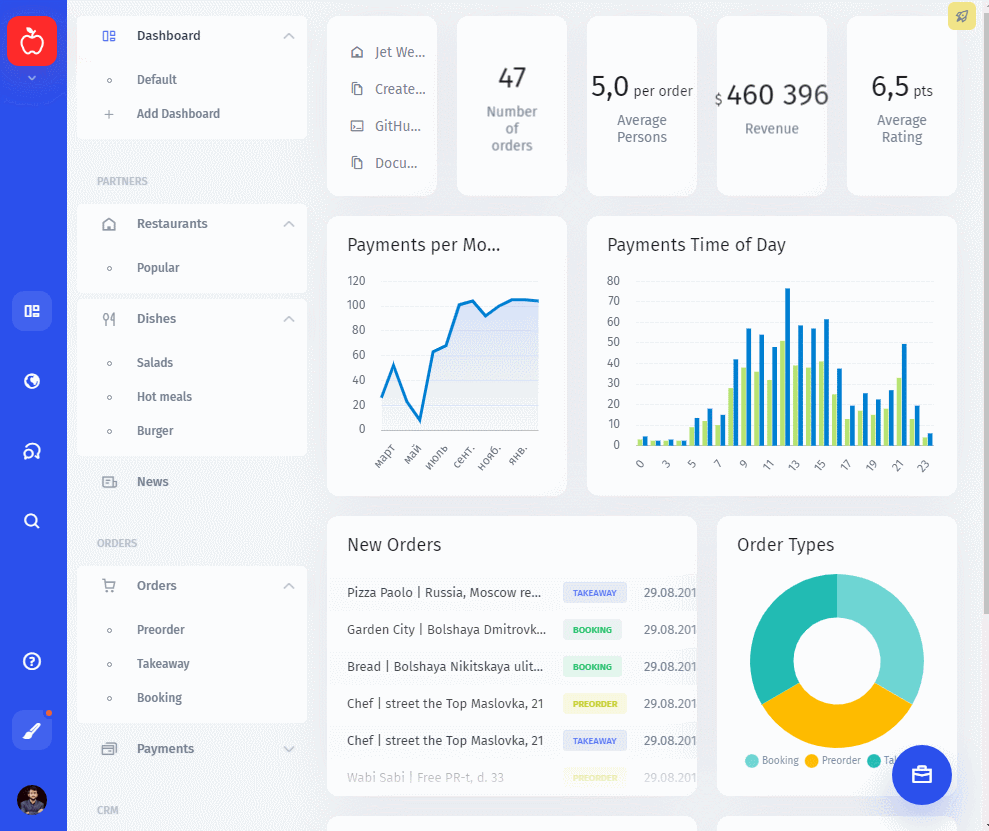 Dashboard
Default
Add Dashboard
PARTNERS
Restaurants
Popular
Dishes
Salads
Hot meals
Burger
News
ORDERS
Orders
Preorder
Takeaway
Booking
Payments
CRM
Jet We...
Create...
GitHu...
Docu...
47
Number
of
orders
5,0 per order
Average
Persons
$ 460 396
Revenue
6,5 pts
Average
Rating
Payments per Mo...
120
100
80
60
40
20
0
март май июль сент. нояб. янв.
Payments Time of Day
80
70
60
50
40
30
20
10
0
0 3 5 7 9 11 13 15 17 19 21 23
New Orders
Pizza Paolo | Russia, Moscow re... TAKEAWAY 29.08.201
Garden City | Bolshaya Dmitrovk... BOOKING 29.08.201
Bread | Bolshaya Nikitskaya ulit... BOOKING 29.08.201
Chef | street the Top Maslovka, 21 PREORDER 29.08.201
Chef | street the Top Maslovka, 21 TAKEAWAY 29.08.201
Wabi Sabi | Free PR-t, d. 33 PREORDER 29.08.201
Order Types
Booking Preorder Ta